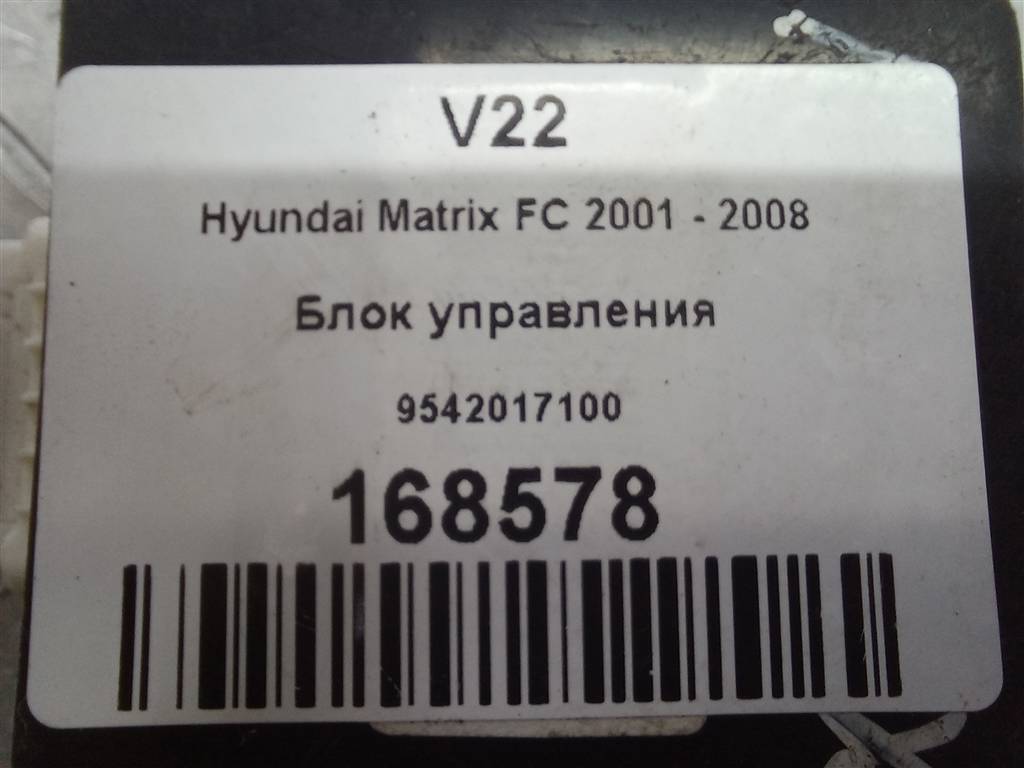 V22
Hyundai Matrix FC 2001 - 2008
Блок управления
9542017100
168578